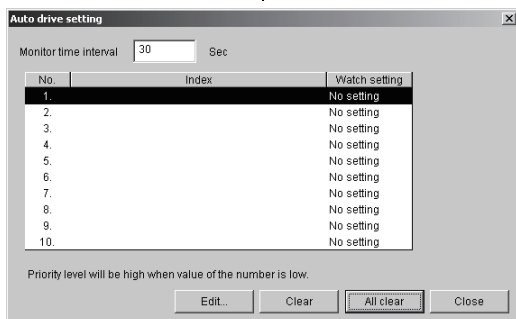 Auto drive setting
Monitor time interval 30 Sec
No. Index Watch setting
1. No setting
2. No setting
3. No setting
4. No setting
5. No setting
6. No setting
7. No setting
8. No setting
9. No setting
10. No setting
Priority level will be high when value of the number is low.
Edit... Clear All clear Close